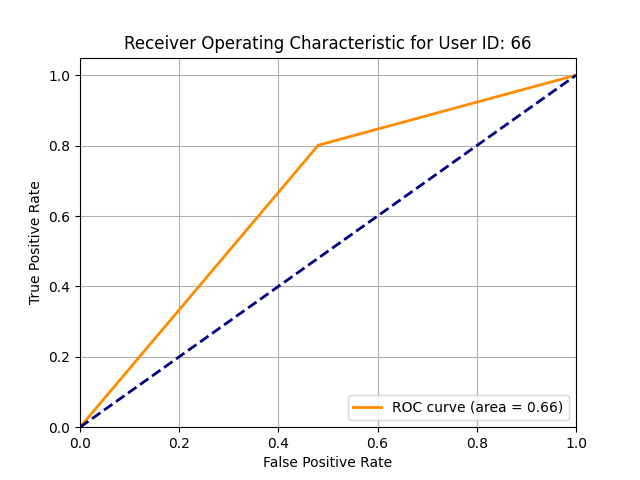 Receiver Operating Characteristic for User ID: 66
True Positive Rate
1.0
0.8
0.6
0.4
0.2
0.0
0.0 0.2 0.4 0.6 0.8 1.0
False Positive Rate
ROC curve (area = 0.66)